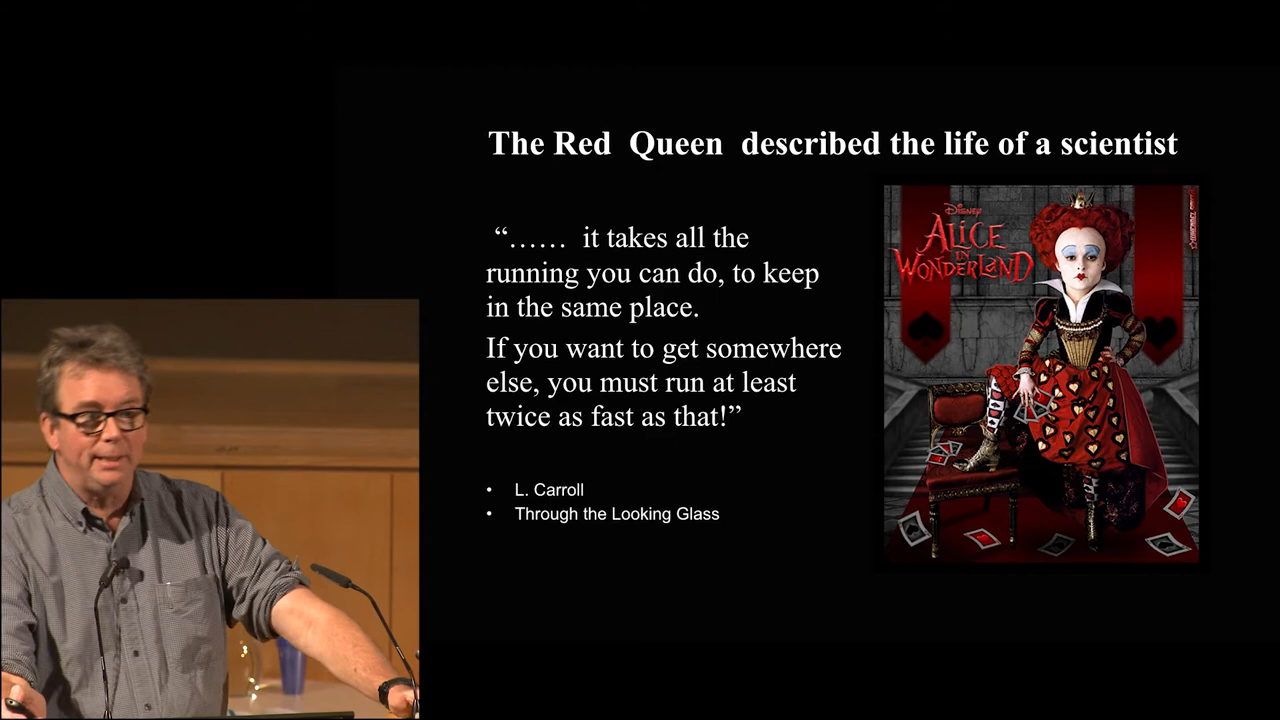 The Red Queen described the life of a scientist
“…… it takes all the
running you can do, to keep
in the same place.
If you want to get somewhere
else, you must run at least
twice as fast as that!”
• L. Carroll
• Through the Looking Glass
Disney
ALICE
IN
WONDERLAND